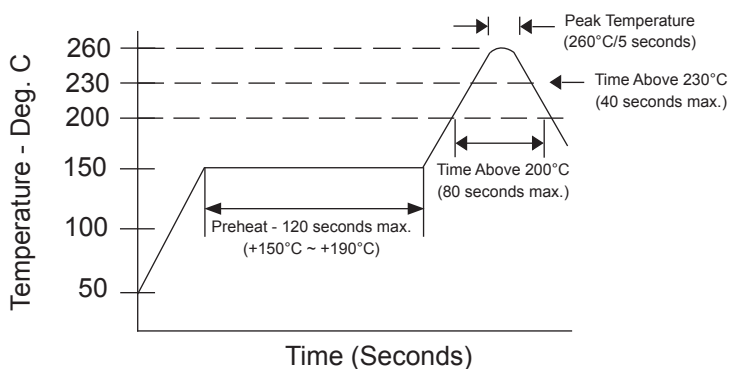 Temperature - Deg. C
260
230
200
150
100
50
Peak Temperature
(260°C/5 seconds)
Time Above 230°C
(40 seconds max.)
Time Above 200°C
(80 seconds max.)
Preheat - 120 seconds max.
(+150°C ~ +190°C)
Time (Seconds)